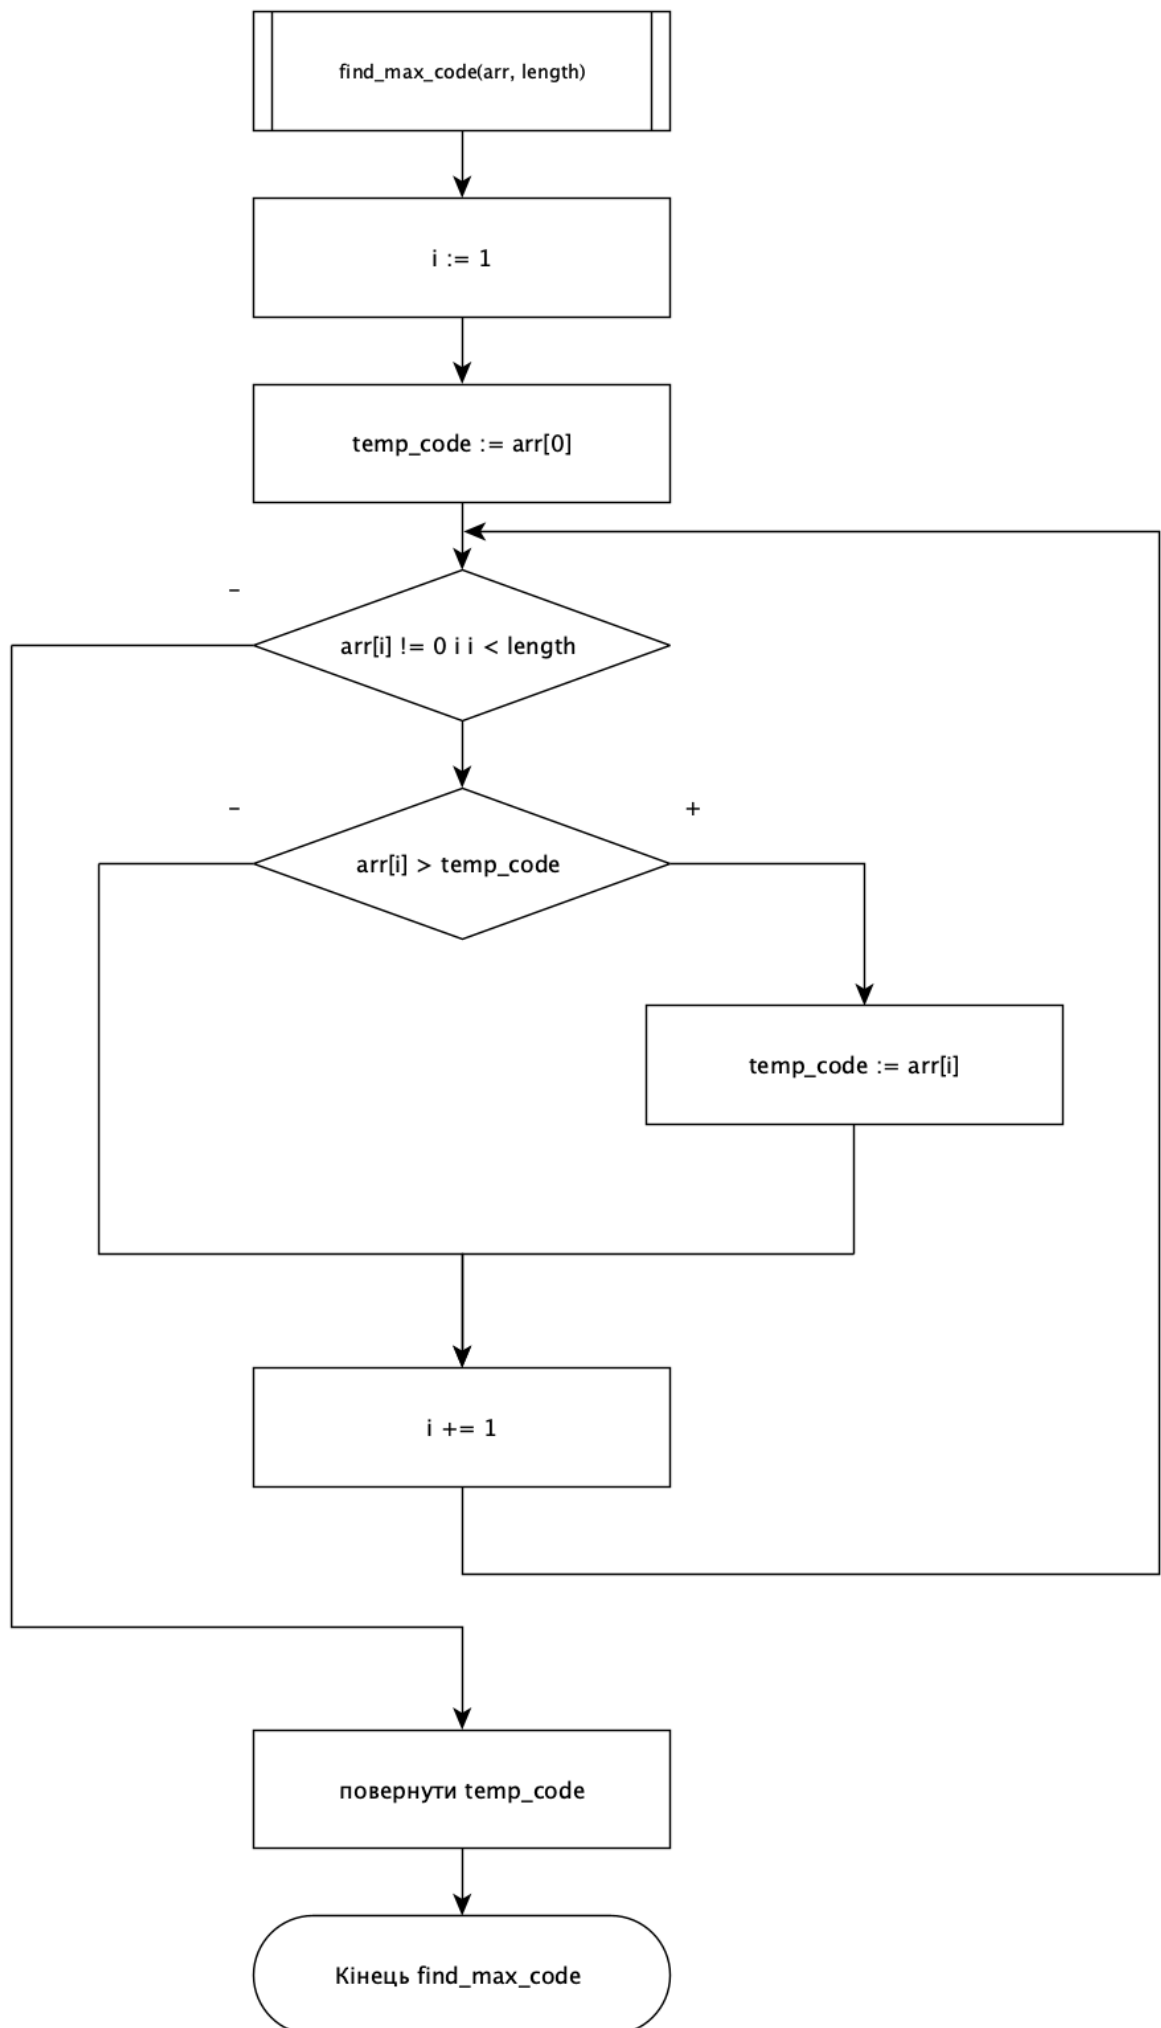 find_max_code(arr, length)
i := 1
temp_code := arr[0]
–
arr[i] != 0 і i < length
–
+
arr[i] > temp_code
temp_code := arr[i]
i += 1
повернути temp_code
Кінець find_max_code